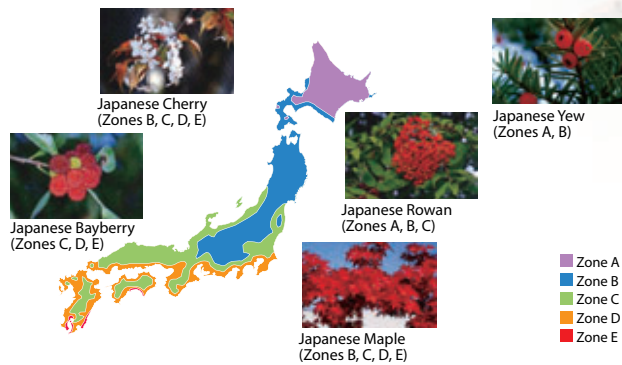 Japanese Cherry
(Zones B, C, D, E)
Japanese Yew
(Zones A, B)
Japanese Bayberry
(Zones C, D, E)
Japanese Rowan
(Zones A, B, C)
Japanese Maple
(Zones B, C, D, E)
Zone A
Zone B
Zone C
Zone D
Zone E